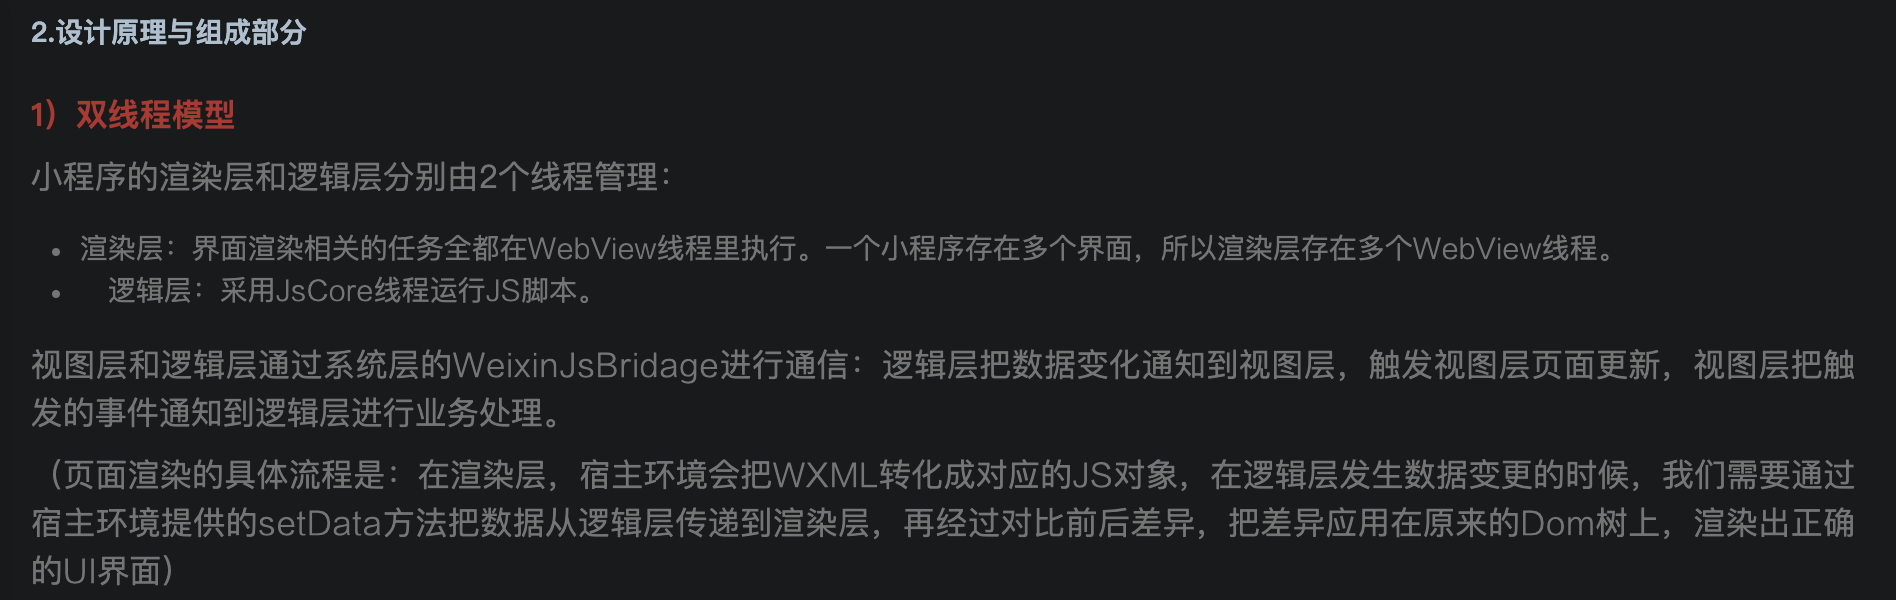 2.设计原理与组成部分
1）双线程模型
小程序的渲染层和逻辑层分别由2个线程管理：
• 渲染层：界面渲染相关的任务全都在WebView线程里执行。一个小程序存在多个界面，所以渲染层存在多个WebView线程。
• 逻辑层：采用JsCore线程运行JS脚本。
视图层和逻辑层通过系统层的WeixinJsBridage进行通信：逻辑层把数据变化通知到视图层，触发视图层页面更新，视图层把触
发的事件通知到逻辑层进行业务处理。
（页面渲染的具体流程是：在渲染层，宿主环境会把WXML转化成对应的JS对象，在逻辑层发生数据变更的时候，我们需要通过
宿主环境提供的setData方法把数据从逻辑层传递到渲染层，再经过对比前后差异，把差异应用在原来的Dom树上，渲染出正确
的UI界面）